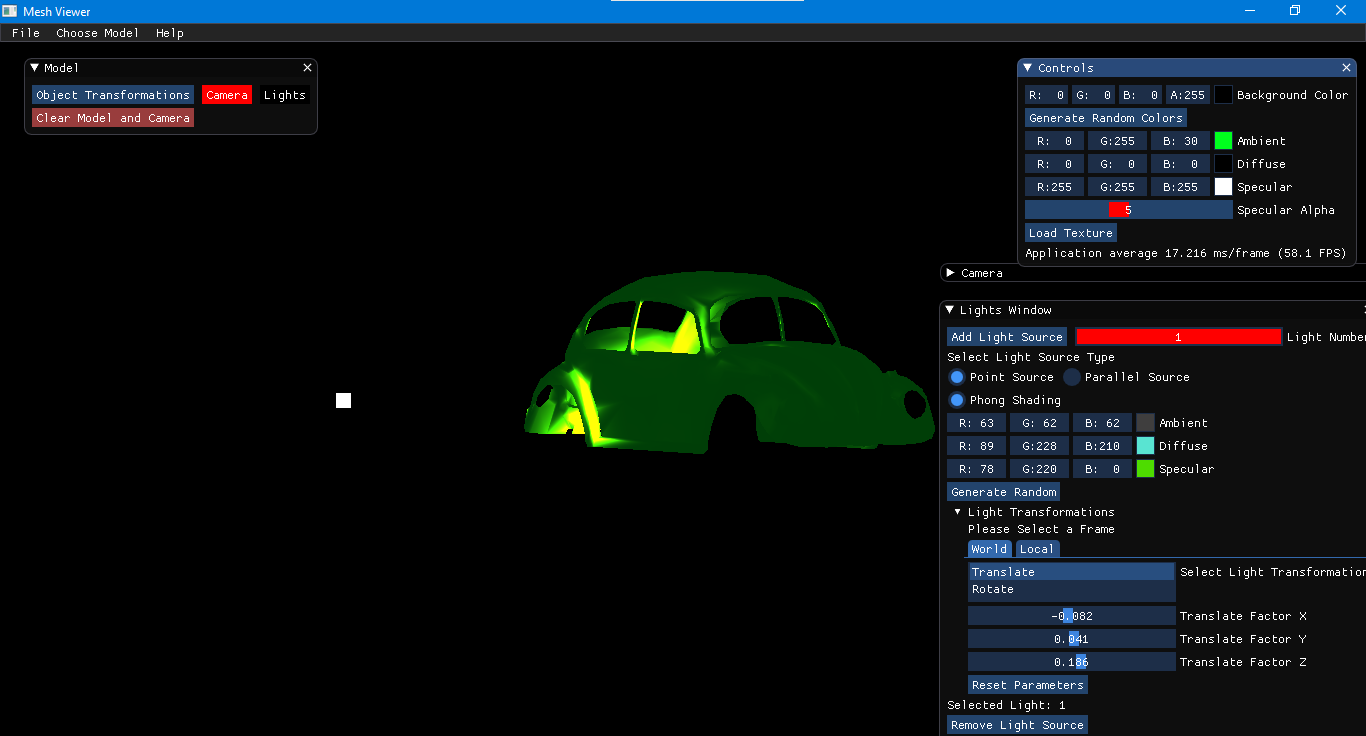 Mesh Viewer
File Choose Model Help
Model
Object Transformations Camera Lights
Clear Model and Camera
Controls
R: 0 G: 0 B: 0 A:255 Background Color
Generate Random Colors
R: 0 G:255 B: 30 Ambient
R: 0 G: 0 B: 0 Diffuse
R:255 G:255 B:255 Specular
5 Specular Alpha
Load Texture
Application average 17.216 ms/frame (58.1 FPS)
Camera
Lights Window
Add Light Source 1 Light Number
Select Light Source Type
Point Source Parallel Source
Phong Shading
R: 63 G: 62 B: 62 Ambient
R: 89 G:228 B:210 Diffuse
R: 78 G:220 B: 0 Specular
Generate Random
Light Transformations
Please Select a Frame
World Local
Translate Select Light Transformation
Rotate
-0.082 Translate Factor X
0.041 Translate Factor Y
0.186 Translate Factor Z
Reset Parameters
Selected Light: 1
Remove Light Source